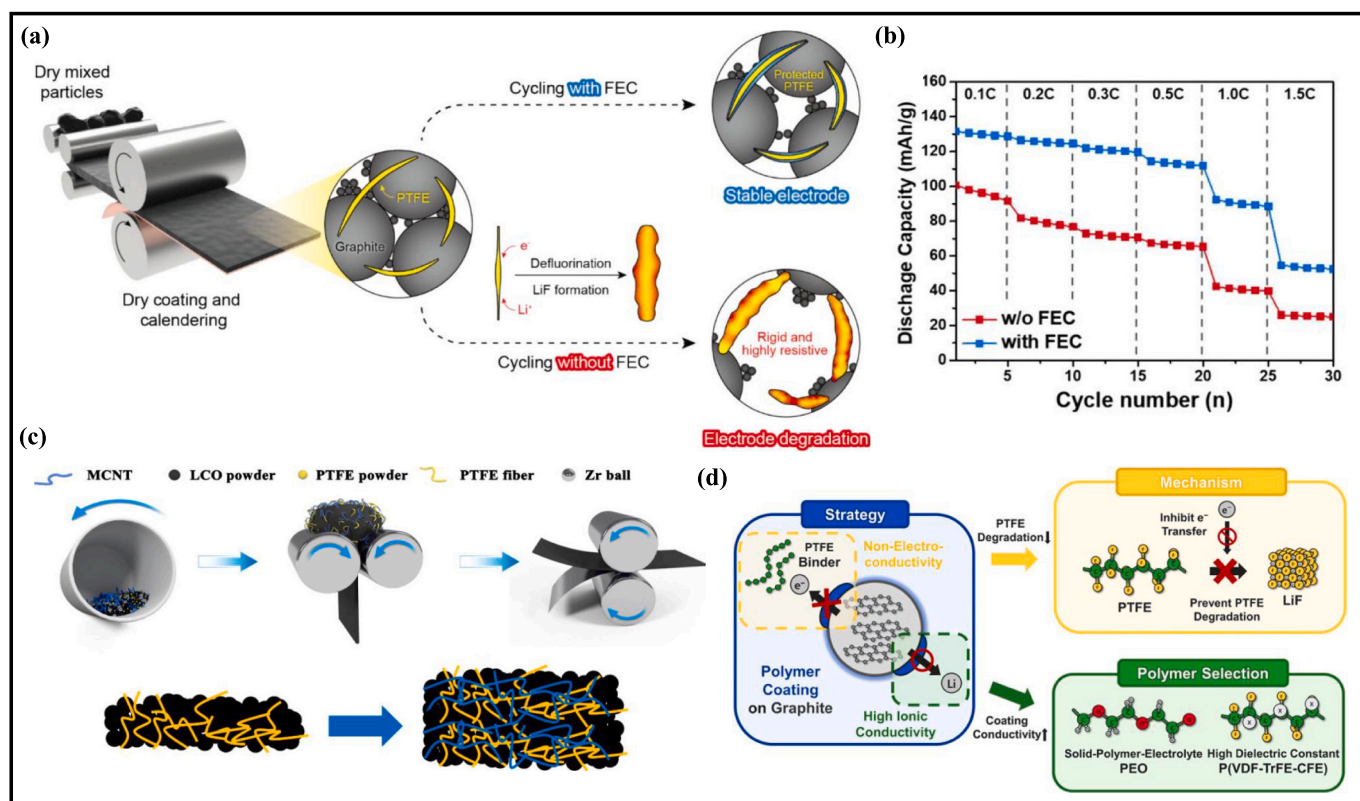 (a)
Dry mixed
particles
Dry coating and
calendering
PTFE
Graphite
Cycling with FEC
Protected
PTFE
Stable electrode
e-
Defluorination
LiF formation
Li+
Cycling without FEC
Rigid and
highly resistive
Electrode degradation
(b)
Dischage Capacity (mAh/g)
160
140
120
100
80
60
40
20
0
0.1C 0.2C 0.3C 0.5C 1.0C 1.5C
w/o FEC
with FEC
5 10 15 20 25 30
Cycle number (n)
(c)
MCNT LCO powder PTFE powder PTFE fiber Zr ball
(d)
Strategy
PTFE
Binder
e-
Non-Electro-
conductivity
Polymer
Coating
on Graphite
Li
High Ionic
Conductivity
PTFE
Degradation↓
Coating
Conductivity↑
Mechanism
Inhibit e-
Transfer
e-
PTFE
Prevent PTFE
Degradation
LiF
Polymer Selection
Solid-Polymer-Electrolyte
PEO
High Dielectric Constant
P(VDF-TrFE-CFE)